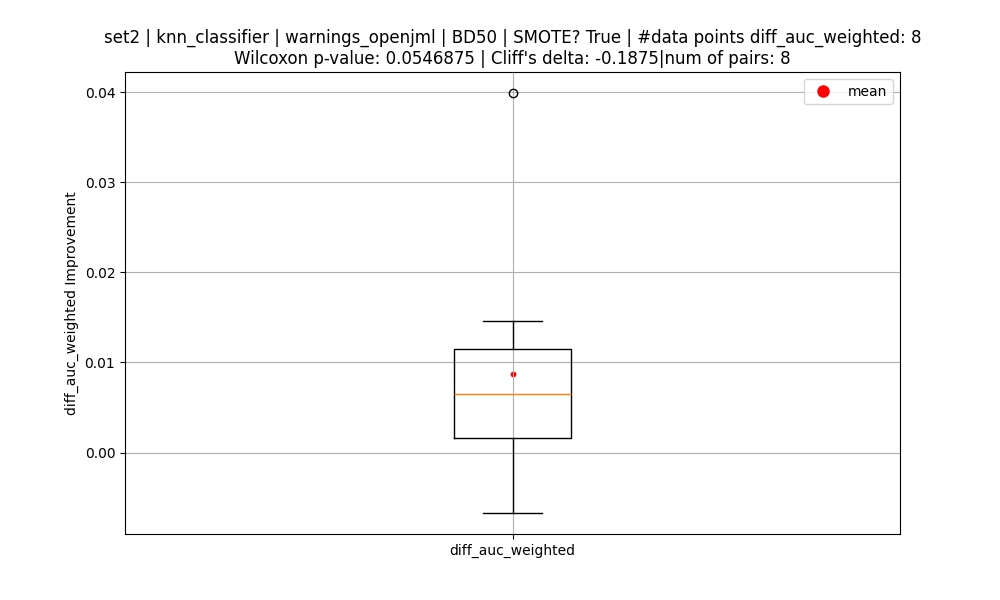 set2 | knn_classifier | warnings_openjml | BD50 | SMOTE? True | #data points diff_auc_weighted: 8
Wilcoxon p-value: 0.0546875 | Cliff's delta: -0.1875|num of pairs: 8
mean
0.04
0.03
0.02
0.01
0.00
diff_auc_weighted Improvement
diff_auc_weighted